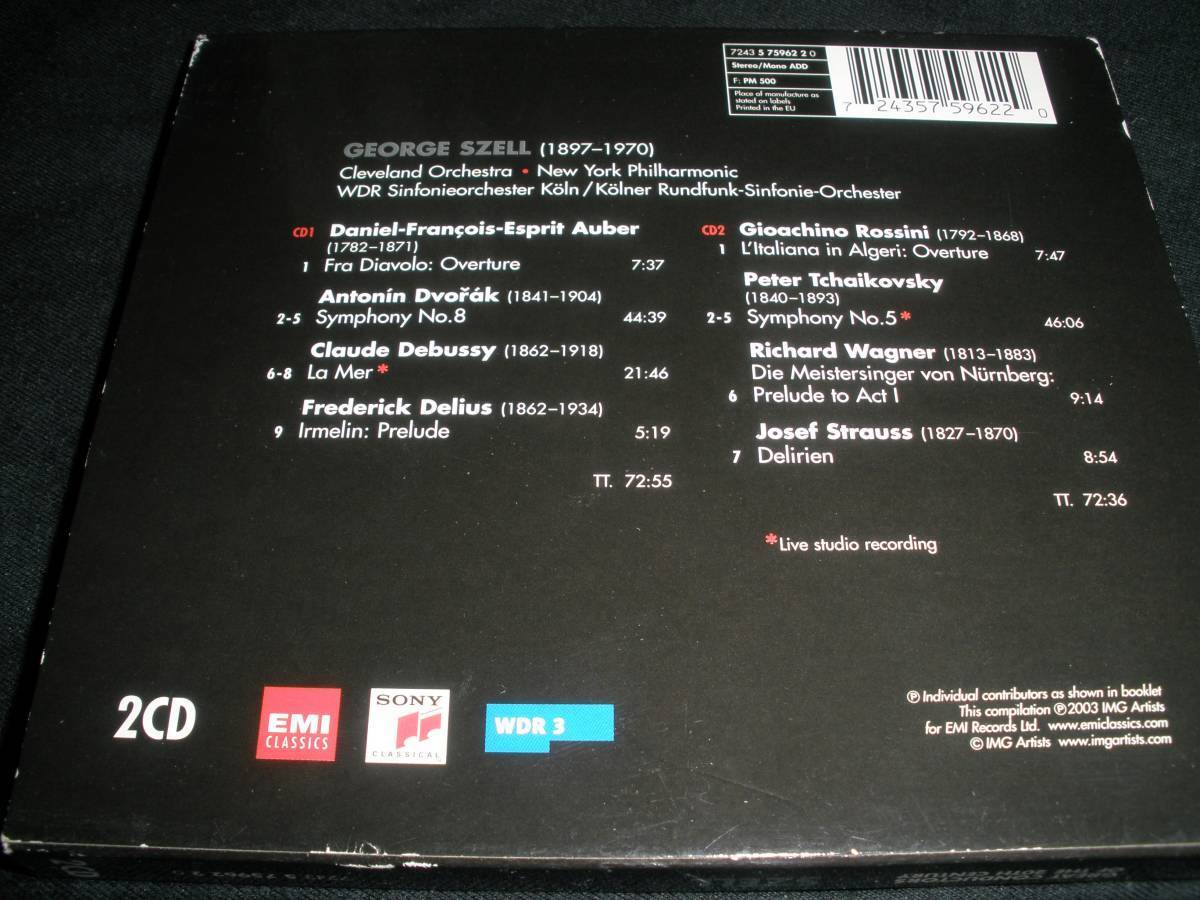 7243 5 75962 2 0
Stereo/Mono ADD
F: PM 500
Place of manufacture as
stated on labels
Printed in the EU
7 24357 59622 0
GEORGE SZELL (1897–1970)
Cleveland Orchestra • New York Philharmonic
WDR Sinfonieorchester Köln / Kölner Rundfunk-Sinfonie-Orchester
CD1 Daniel-François-Esprit Auber
(1782–1871)
1 Fra Diavolo: Overture 7:37
Antonín Dvořák (1841–1904)
2-5 Symphony No.8 44:39
Claude Debussy (1862–1918)
6-8 La Mer* 21:46
Frederick Delius (1862–1934)
9 Irmelin: Prelude 5:19
TT. 72:55
CD2 Gioachino Rossini (1792–1868)
1 L'Italiana in Algeri: Overture 7:47
Peter Tchaikovsky
(1840–1893)
2-5 Symphony No.5* 46:06
Richard Wagner (1813–1883)
Die Meistersinger von Nürnberg:
6 Prelude to Act I 9:14
Josef Strauss (1827–1870)
7 Delirien 8:54
TT. 72:36
*Live studio recording
2CD
EMI
CLASSICS
SONY
CLASSICAL
WDR 3
℗ Individual contributors as shown in booklet
This compilation ℗2003 IMG Artists
for EMI Records Ltd. www.emiclassics.com
© IMG Artists www.imgartists.com